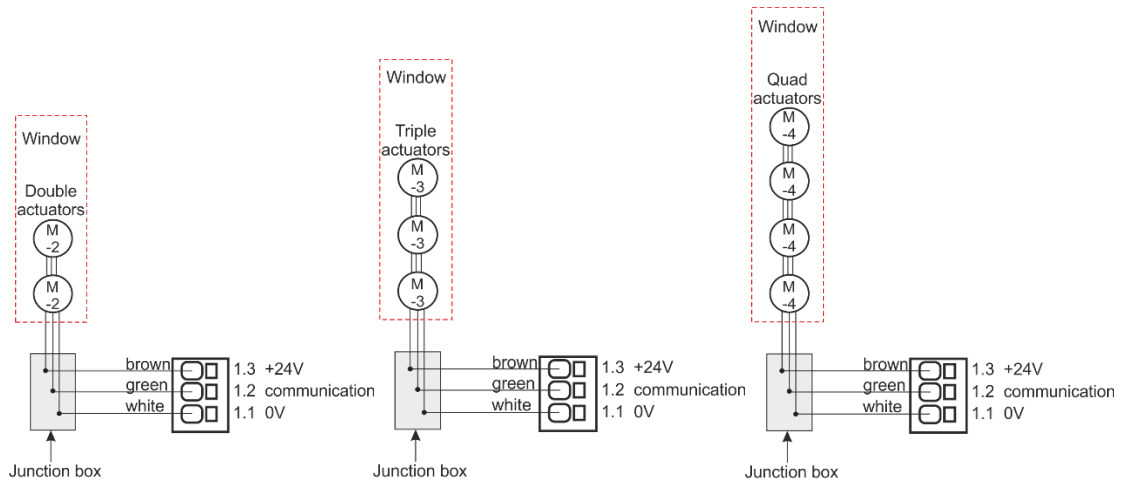 Window
Double
actuators
M
-2
M
-2
brown
green
white
1.3 +24V
1.2 communication
1.1 0V
Junction box
Window
Triple
actuators
M
-3
M
-3
M
-3
brown
green
white
1.3 +24V
1.2 communication
1.1 0V
Junction box
Window
Quad
actuators
M
-4
M
-4
M
-4
M
-4
brown
green
white
1.3 +24V
1.2 communication
1.1 0V
Junction box